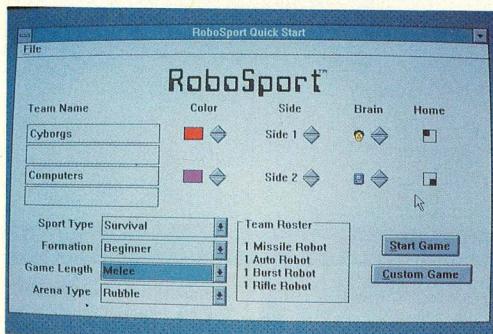 RoboSport Quick Start
File
RoboSport™
Team Name Color Side Brain Home
Cyborgs Side 1
Computers Side 2
Sport Type Survival
Formation Beginner
Game Length Melee
Arena Type Rubble
Team Roster
1 Missile Robot
1 Auto Robot
1 Burst Robot
1 Rifle Robot
Start Game
Custom Game